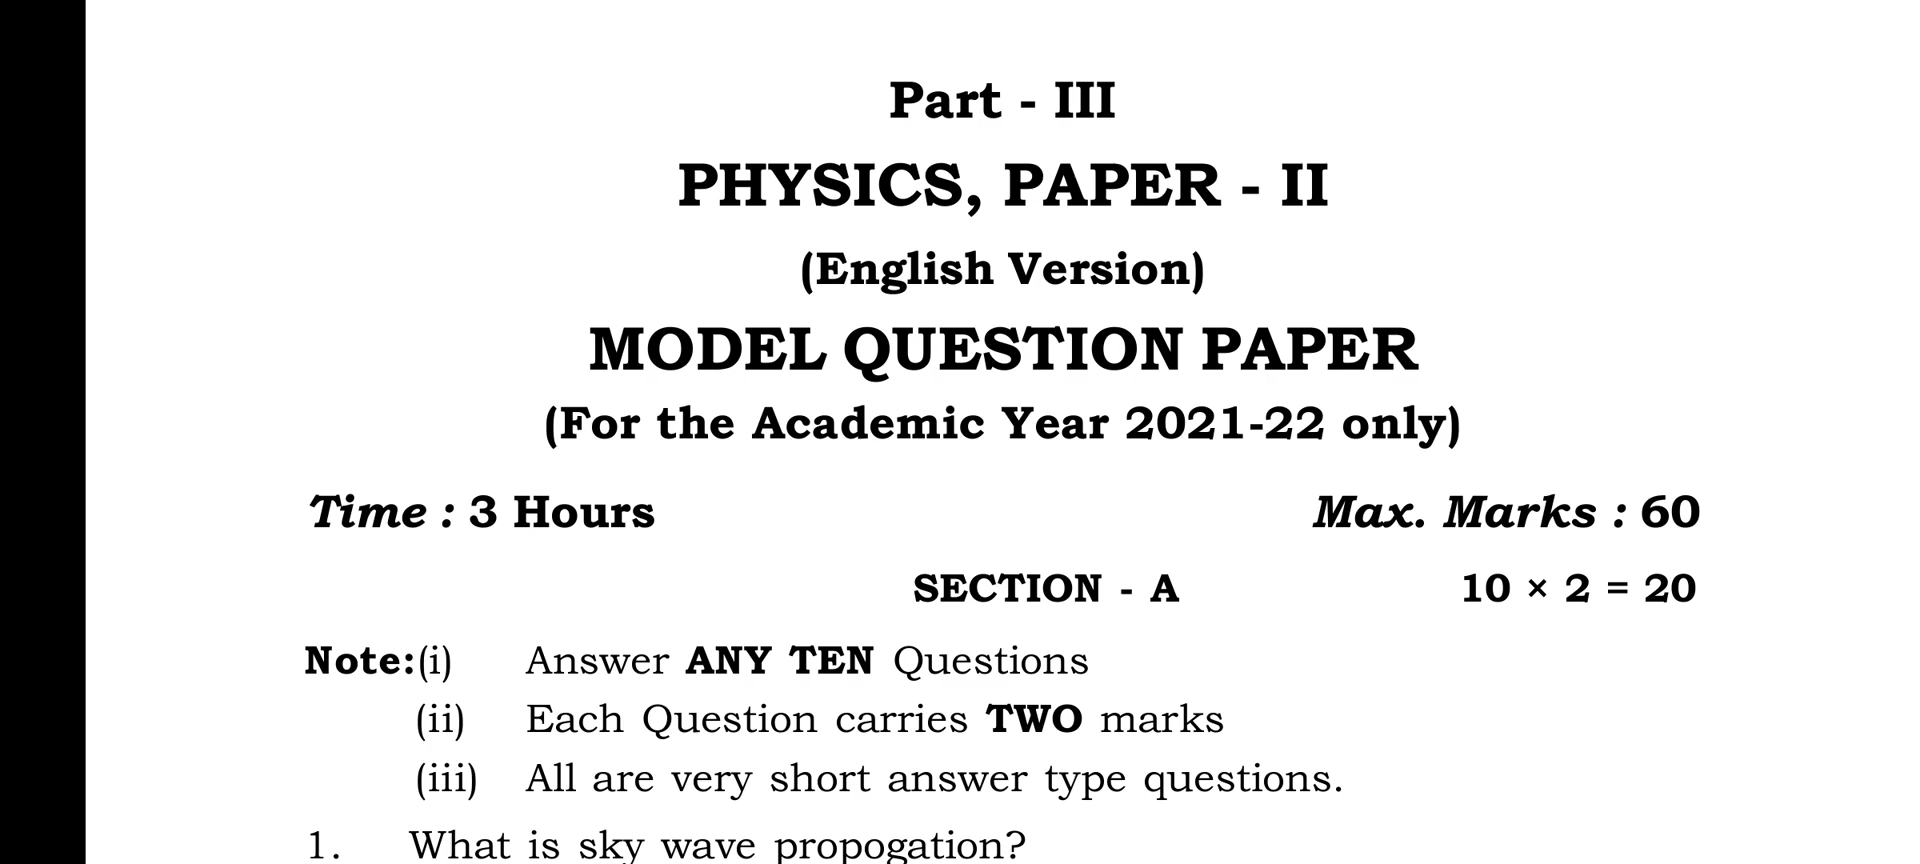 Part - III
PHYSICS, PAPER - II
(English Version)
MODEL QUESTION PAPER
(For the Academic Year 2021-22 only)
Time : 3 Hours Max. Marks : 60
SECTION - A 10 × 2 = 20
Note:(i) Answer ANY TEN Questions
(ii) Each Question carries TWO marks
(iii) All are very short answer type questions.
1. What is sky wave propogation?